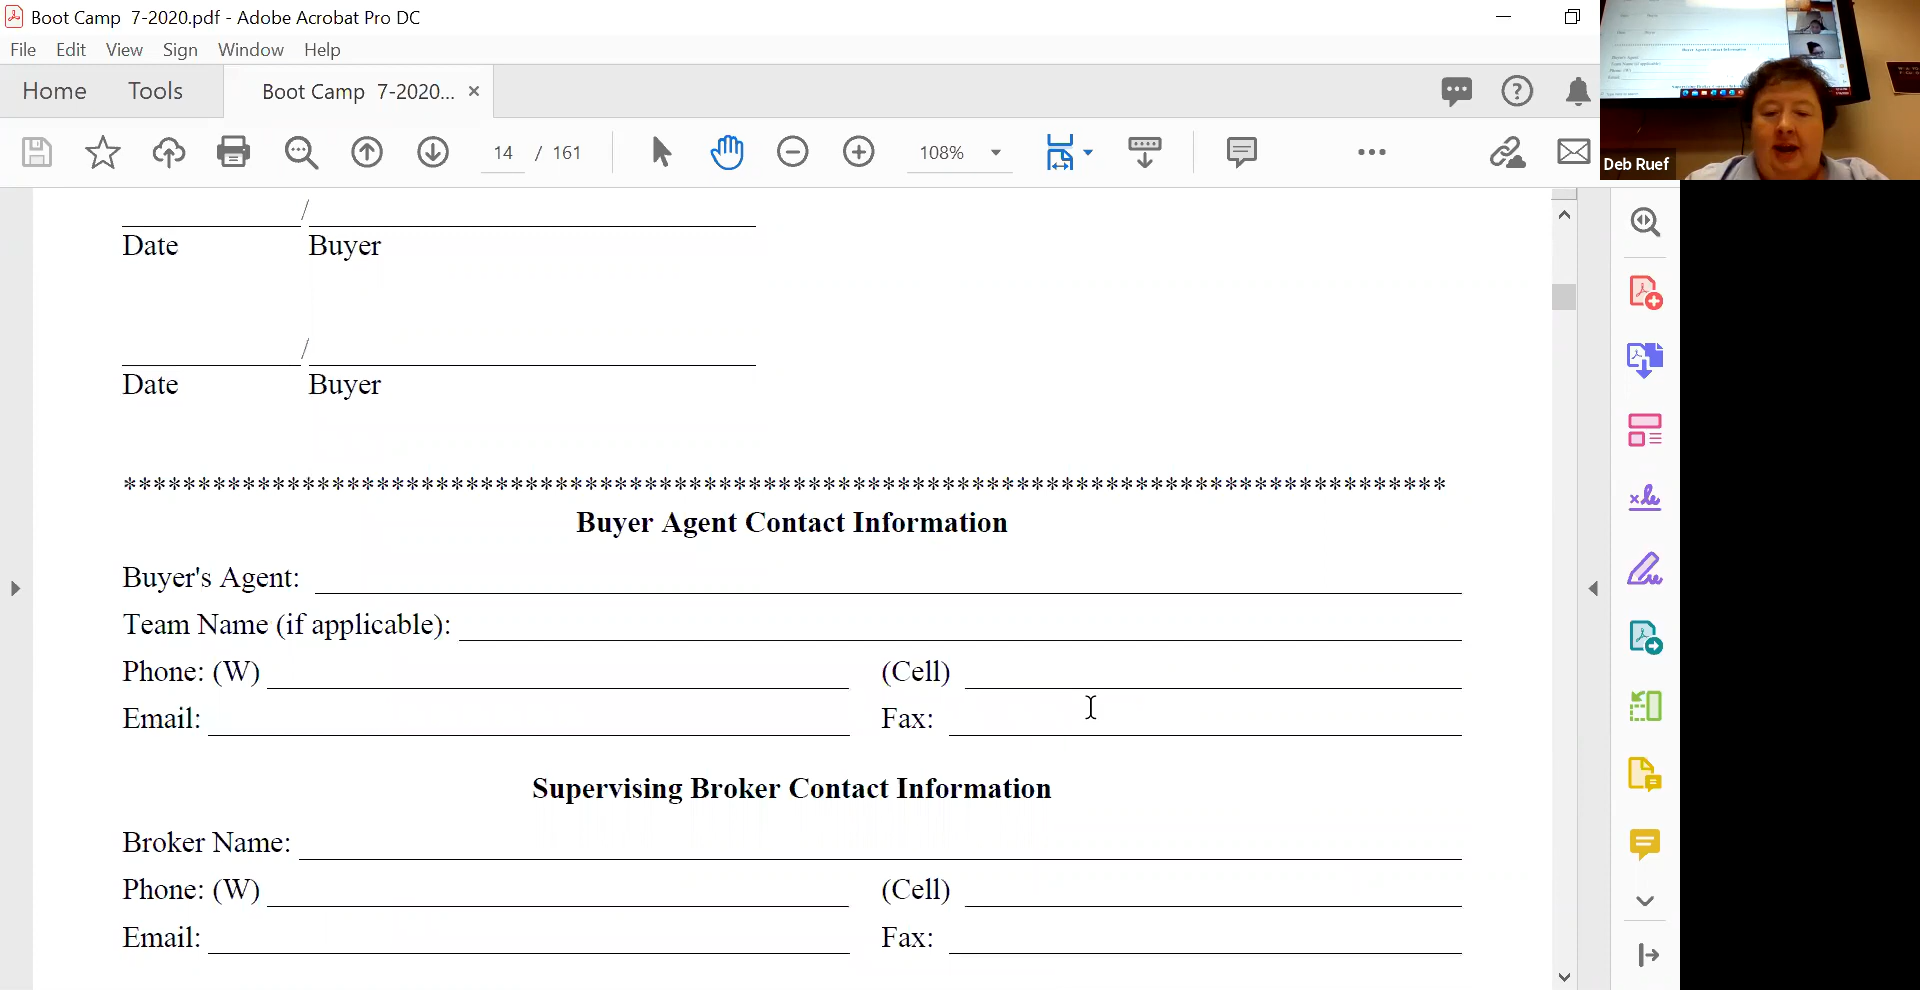 Boot Camp 7-2020.pdf - Adobe Acrobat Pro DC
File Edit View Sign Window Help
Home Tools Boot Camp 7-2020... ×
14 / 161 108%
Deb Ruef
/
Date Buyer
/
Date Buyer
******************************************************************************************
Buyer Agent Contact Information
Buyer's Agent:
Team Name (if applicable):
Phone: (W) (Cell)
Email: Fax:
Supervising Broker Contact Information
Broker Name:
Phone: (W) (Cell)
Email: Fax: